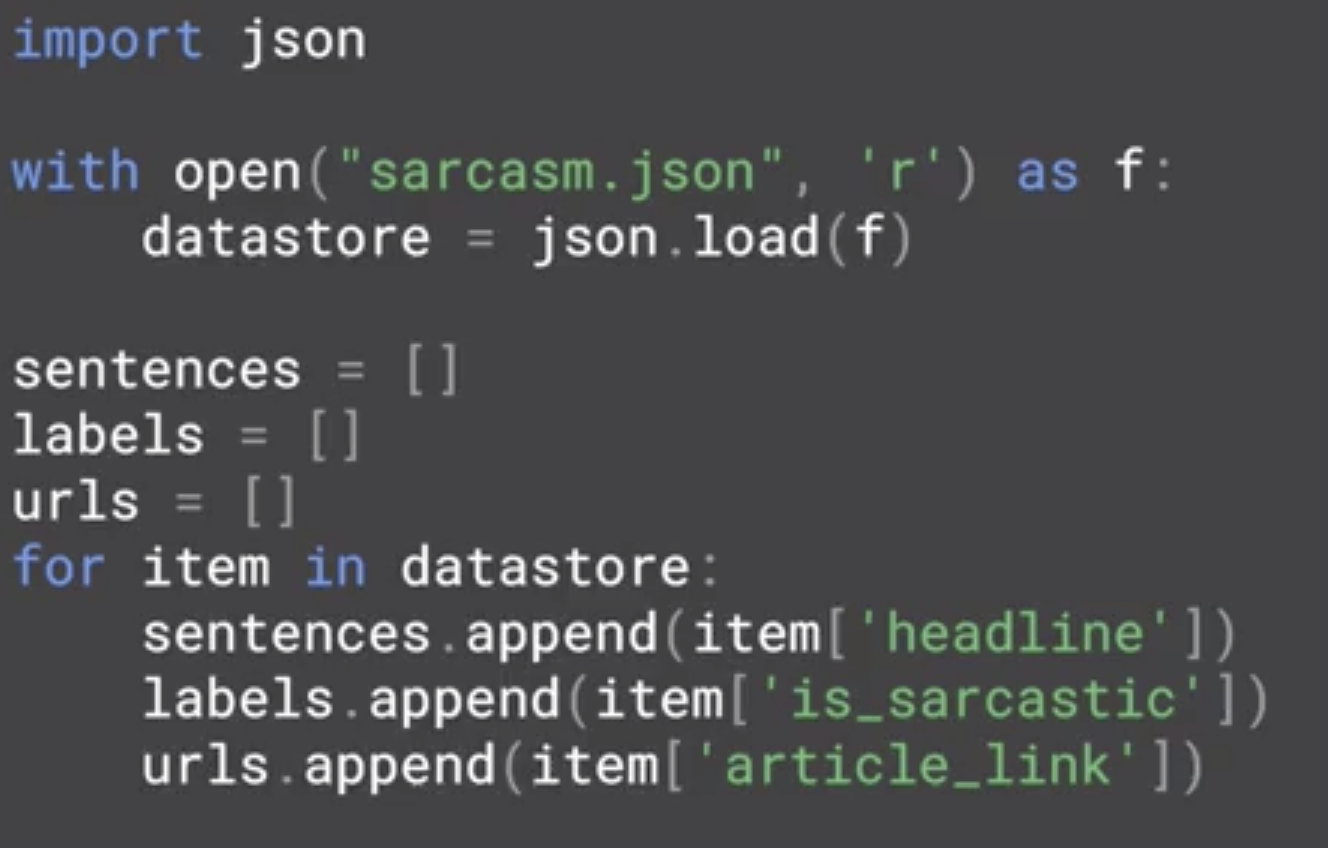 import json

with open("sarcasm.json", 'r') as f:
    datastore = json.load(f)

sentences = []
labels = []
urls = []
for item in datastore:
    sentences.append(item['headline'])
    labels.append(item['is_sarcastic'])
    urls.append(item['article_link'])